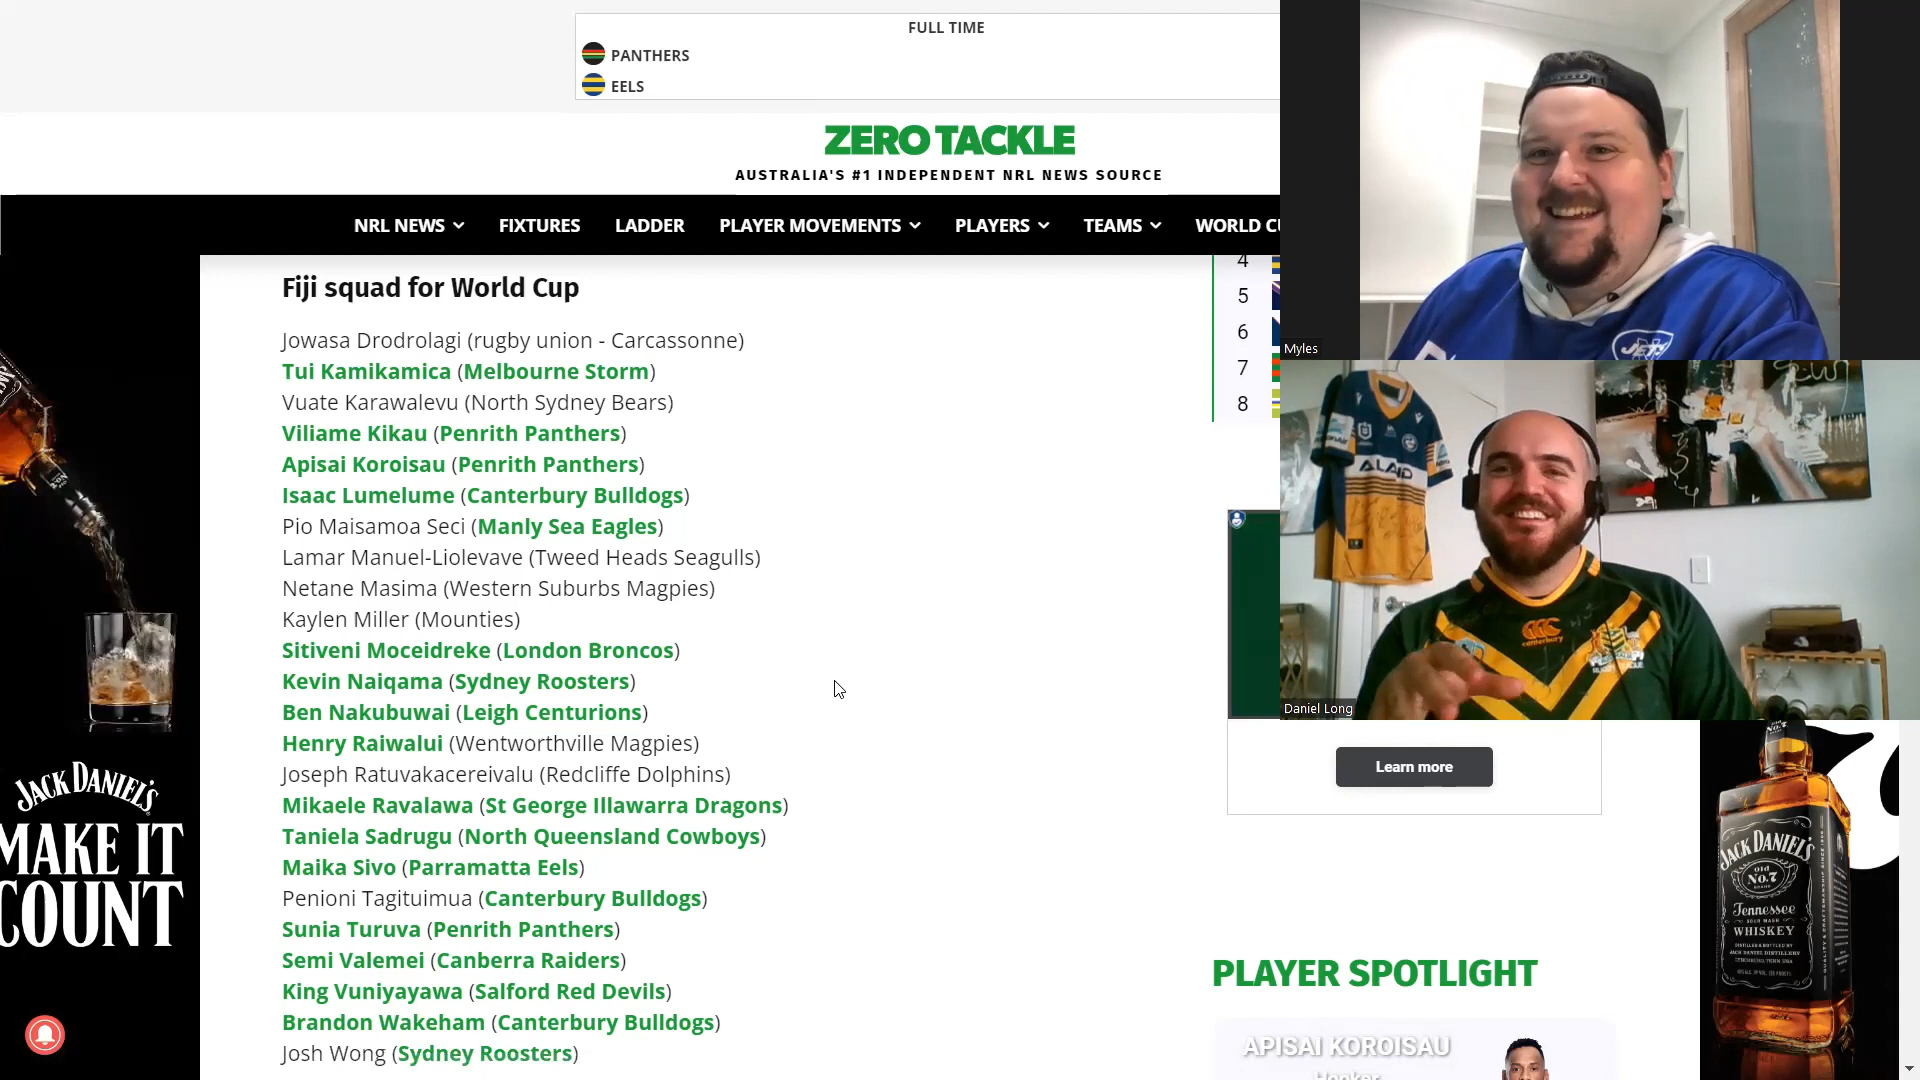 FULL TIME
PANTHERS
EELS
ZERO TACKLE
AUSTRALIA'S #1 INDEPENDENT NRL NEWS SOURCE
NRL NEWS
FIXTURES
LADDER
PLAYER MOVEMENTS
PLAYERS
TEAMS
WORLD CU
Fiji squad for World Cup
Jowasa Drodrolagi (rugby union - Carcassonne)
Tui Kamikamica (Melbourne Storm)
Vuate Karawalevu (North Sydney Bears)
Viliame Kikau (Penrith Panthers)
Apisai Koroisau (Penrith Panthers)
Isaac Lumelume (Canterbury Bulldogs)
Pio Maisamoa Seci (Manly Sea Eagles)
Lamar Manuel-Liolevave (Tweed Heads Seagulls)
Netane Masima (Western Suburbs Magpies)
Kaylen Miller (Mounties)
Sitiveni Moceidreke (London Broncos)
Kevin Naiqama (Sydney Roosters)
Ben Nakubuwai (Leigh Centurions)
Henry Raiwalui (Wentworthville Magpies)
Joseph Ratuvakacereivalu (Redcliffe Dolphins)
Mikaele Ravalawa (St George Illawarra Dragons)
Taniela Sadrugu (North Queensland Cowboys)
Maika Sivo (Parramatta Eels)
Penioni Tagituimua (Canterbury Bulldogs)
Sunia Turuva (Penrith Panthers)
Semi Valemei (Canberra Raiders)
King Vuniyayawa (Salford Red Devils)
Brandon Wakeham (Canterbury Bulldogs)
Josh Wong (Sydney Roosters)
4
5
6
7
8
Myles
JETS
Daniel Long
ALAND
canterbury
Learn more
PLAYER SPOTLIGHT
APISAI KOROISAU
Hooker
JACK DANIEL'S
MAKE IT
COUNT
JACK DANIEL'S
Old
No.7
BRAND
Tennessee
SOUR MASH
WHISKEY